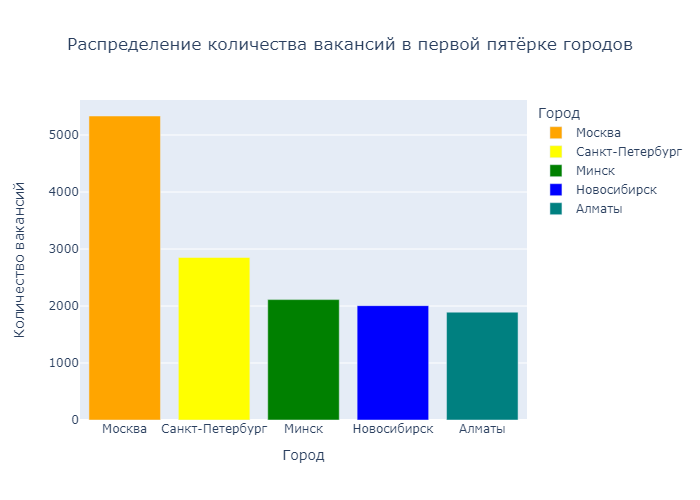 Распределение количества вакансий в первой пятёрке городов
Количество вакансий
5000
4000
3000
2000
1000
0
Москва
Санкт-Петербург
Минск
Новосибирск
Алматы
Город
Город
Москва
Санкт-Петербург
Минск
Новосибирск
Алматы